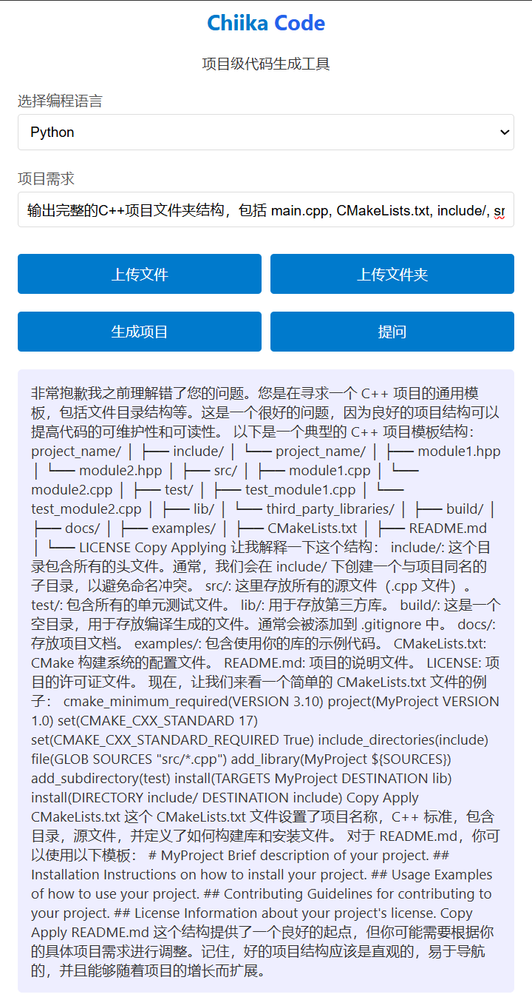 Chiika Code
项目级代码生成工具
选择编程语言
Python
项目需求
输出完整的C++项目文件夹结构，包括 main.cpp, CMakeLists.txt, include/, sr
上传文件
上传文件夹
生成项目
提问
非常抱歉我之前理解错了您的问题。您是在寻求一个 C++ 项目的通用模
板，包括文件目录结构等。这是一个很好的问题，因为良好的项目结构可以
提高代码的可维护性和可读性。 以下是一个典型的 C++ 项目模板结构：
project_name/ │ ├── include/ │ └── project_name/ │ ├── module1.hpp
│ └── module2.hpp │ ├── src/ │ ├── module1.cpp │ └──
module2.cpp │ ├── test/ │ ├── test_module1.cpp │ └──
test_module2.cpp │ ├── lib/ │ └── third_party_libraries/ │ ├── build/ │
├── docs/ │ ├── examples/ │ ├── CMakeLists.txt │ ├── README.md
│ └── LICENSE Copy Applying 让我解释一下这个结构： include/: 这个目
录包含所有的头文件。通常，我们会在 include/ 下创建一个与项目同名的
子目录，以避免命名冲突。 src/: 这里存放所有的源文件（.cpp 文件）。
test/: 包含所有的单元测试文件。 lib/: 用于存放第三方库。 build/: 这是一个
空目录，用于存放编译生成的文件。通常会被添加到 .gitignore 中。 docs/:
存放项目文档。 examples/: 包含使用你的库的示例代码。 CMakeLists.txt:
CMake 构建系统的配置文件。 README.md: 项目的说明文件。 LICENSE: 项
目的许可证文件。 现在，让我们来看一个简单的 CMakeLists.txt 文件的例
子： cmake_minimum_required(VERSION 3.10) project(MyProject VERSION
1.0) set(CMAKE_CXX_STANDARD 17)
set(CMAKE_CXX_STANDARD_REQUIRED True) include_directories(include)
file(GLOB SOURCES "src/*.cpp") add_library(MyProject ${SOURCES})
add_subdirectory(test) install(TARGETS MyProject DESTINATION lib)
install(DIRECTORY include/ DESTINATION include) Copy Apply
CMakeLists.txt 这个 CMakeLists.txt 文件设置了项目名称，C++ 标准，包含
目录，源文件，并定义了如何构建库和安装文件。 对于 README.md，你可
以使用以下模板： # MyProject Brief description of your project. ##
Installation Instructions on how to install your project. ## Usage Examples
of how to use your project. ## Contributing Guidelines for contributing to
your project. ## License Information about your project's license. Copy
Apply README.md 这个结构提供了一个良好的起点，但你可能需要根据你
的具体项目需求进行调整。记住，好的项目结构应该是直观的，易于导航
的，并且能够随着项目的增长而扩展。